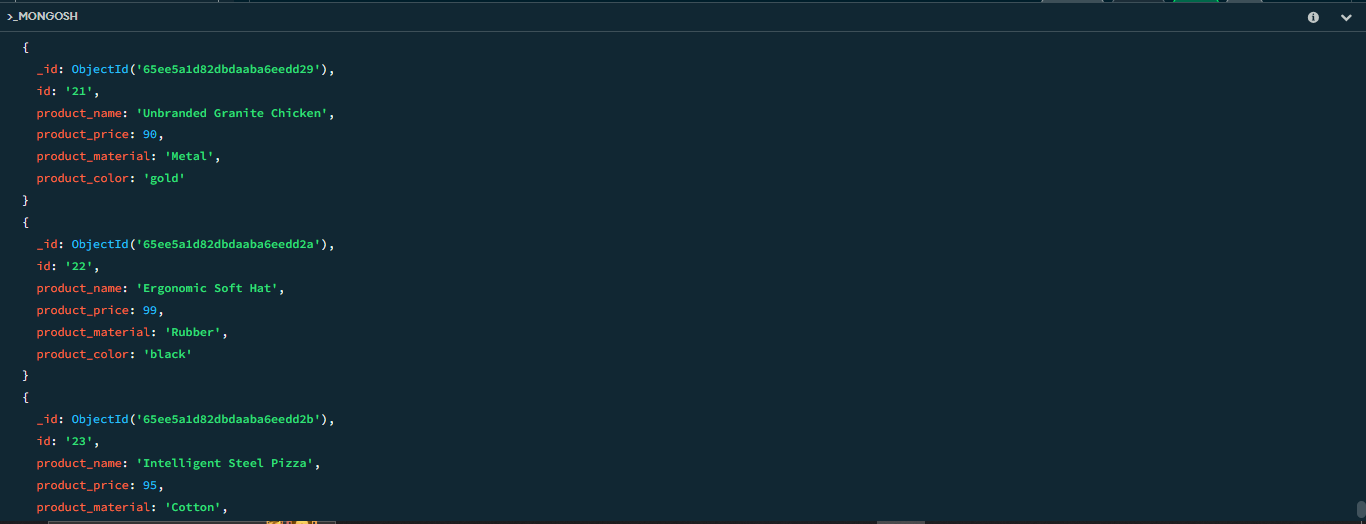 >_MONGOSH
{
_id: ObjectId('65ee5a1d82dbdaaba6eedd29'),
id: '21',
product_name: 'Unbranded Granite Chicken',
product_price: 90,
product_material: 'Metal',
product_color: 'gold'
}
{
_id: ObjectId('65ee5a1d82dbdaaba6eedd2a'),
id: '22',
product_name: 'Ergonomic Soft Hat',
product_price: 99,
product_material: 'Rubber',
product_color: 'black'
}
{
_id: ObjectId('65ee5a1d82dbdaaba6eedd2b'),
id: '23',
product_name: 'Intelligent Steel Pizza',
product_price: 95,
product_material: 'Cotton',